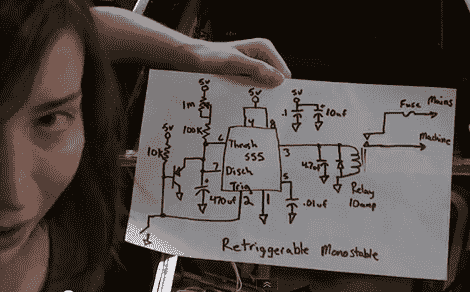 5v
5v
5v
1m
4
8
.1
10uf
Fuse
Mains
100K
5v
10K
6
Thrush
555
3
Machine
7
Disch
5
Trig
470uf
2
1
.01uf
47uf
Relay
10amp
Retriggerable Monostable